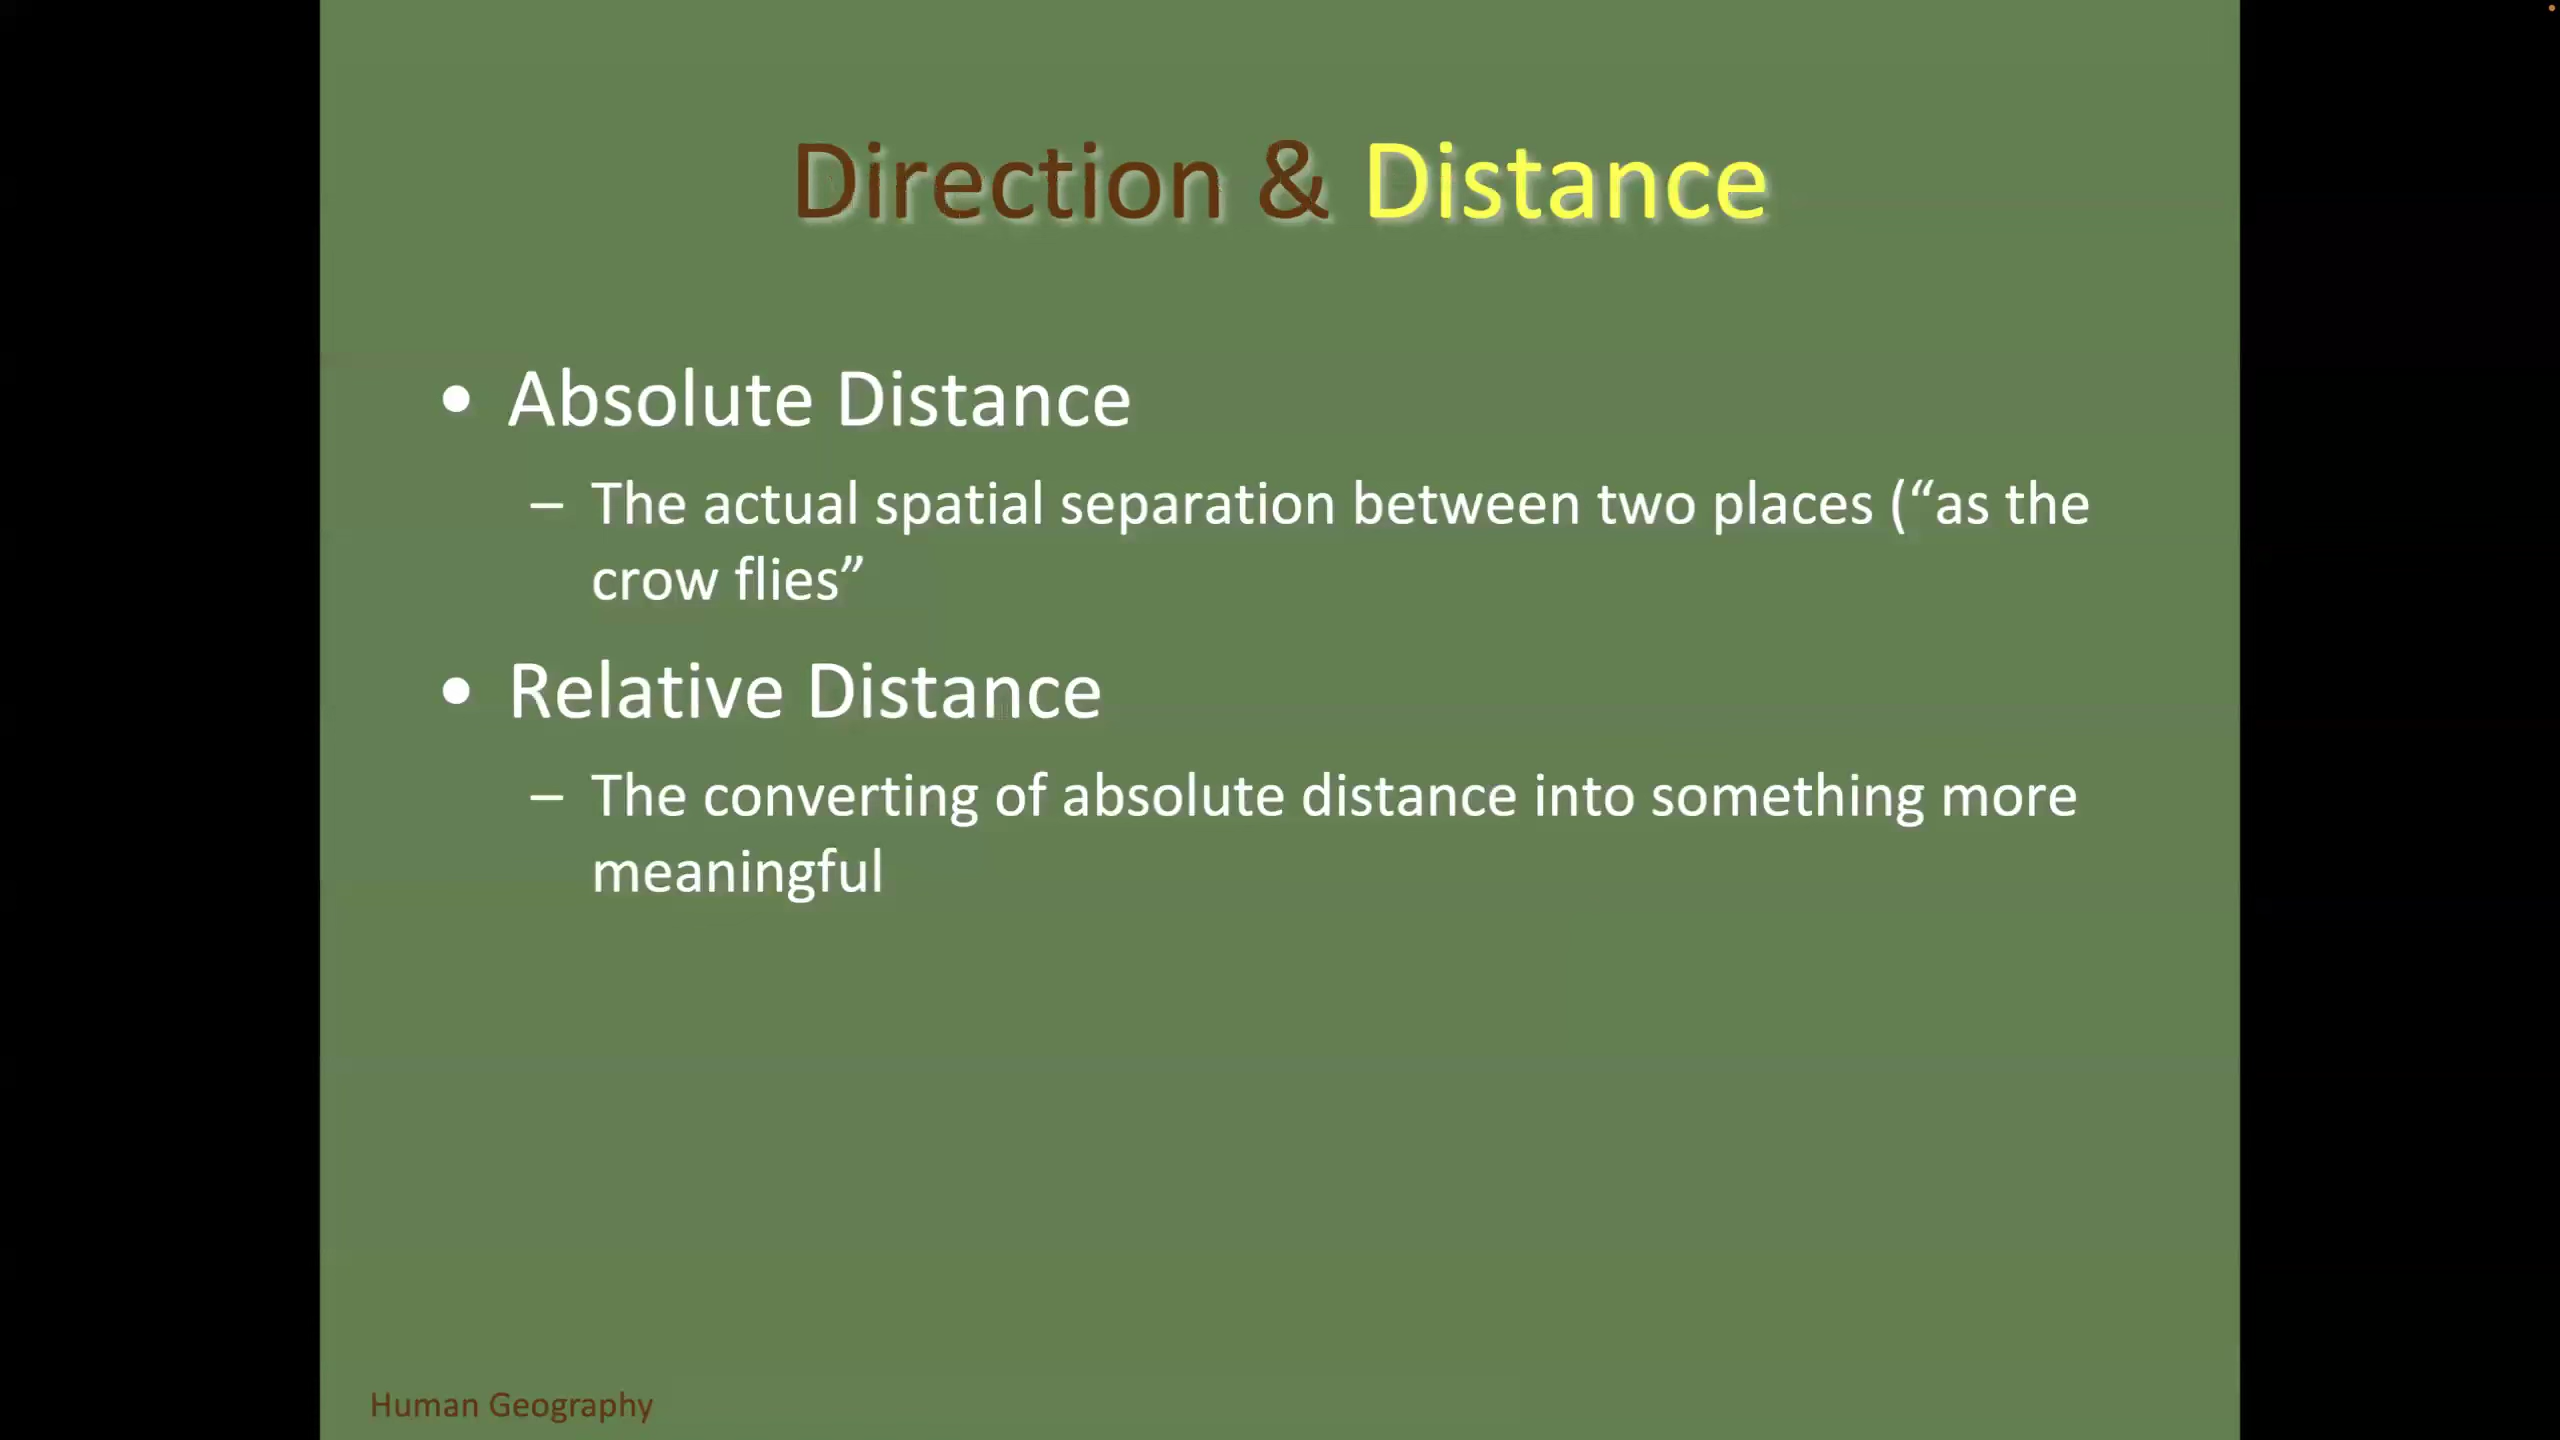 Direction & Distance
• Absolute Distance
– The actual spatial separation between two places (“as the
crow flies”
• Relative Distance
– The converting of absolute distance into something more
meaningful
Human Geography